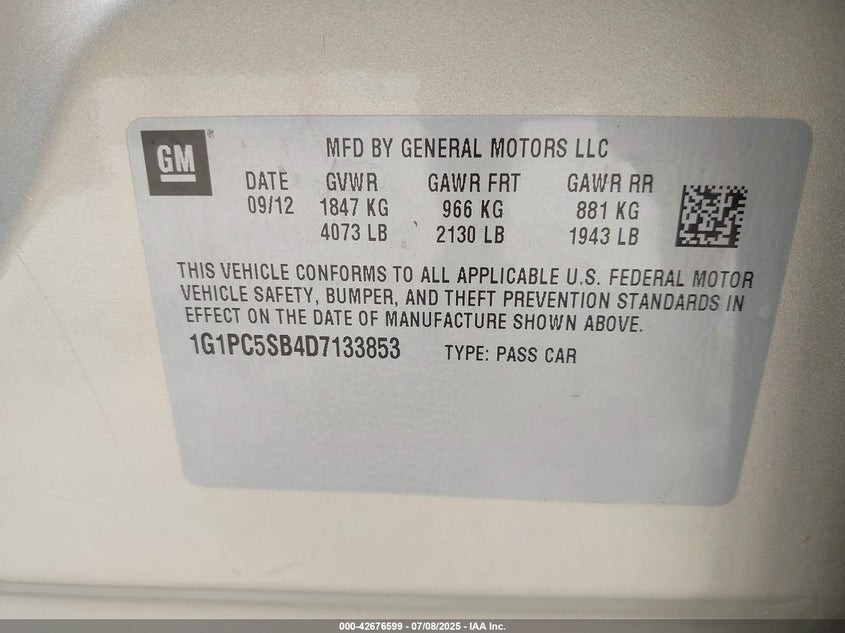 GM®
MFD BY GENERAL MOTORS LLC
DATE GVWR GAWR FRT GAWR RR
09/12 1847 KG 966 KG 881 KG
4073 LB 2130 LB 1943 LB
THIS VEHICLE CONFORMS TO ALL APPLICABLE U.S. FEDERAL MOTOR
VEHICLE SAFETY, BUMPER, AND THEFT PREVENTION STANDARDS IN
EFFECT ON THE DATE OF MANUFACTURE SHOWN ABOVE.
1G1PC5SB4D7133853 TYPE: PASS CAR
000-42676599 - 07/08/2025 - IAA Inc.